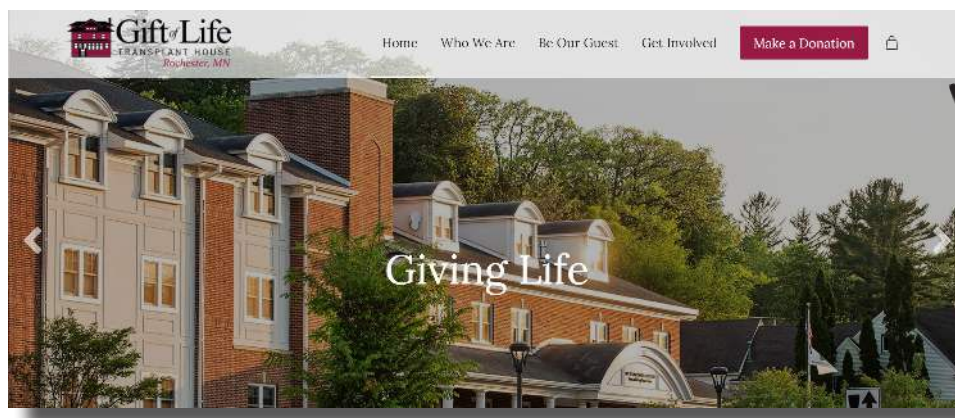 Gift of Life
TRANSPLANT HOUSE
Rochester, MN
Home Who We Are Be Our Guest Get Involved Make a Donation
Giving Life